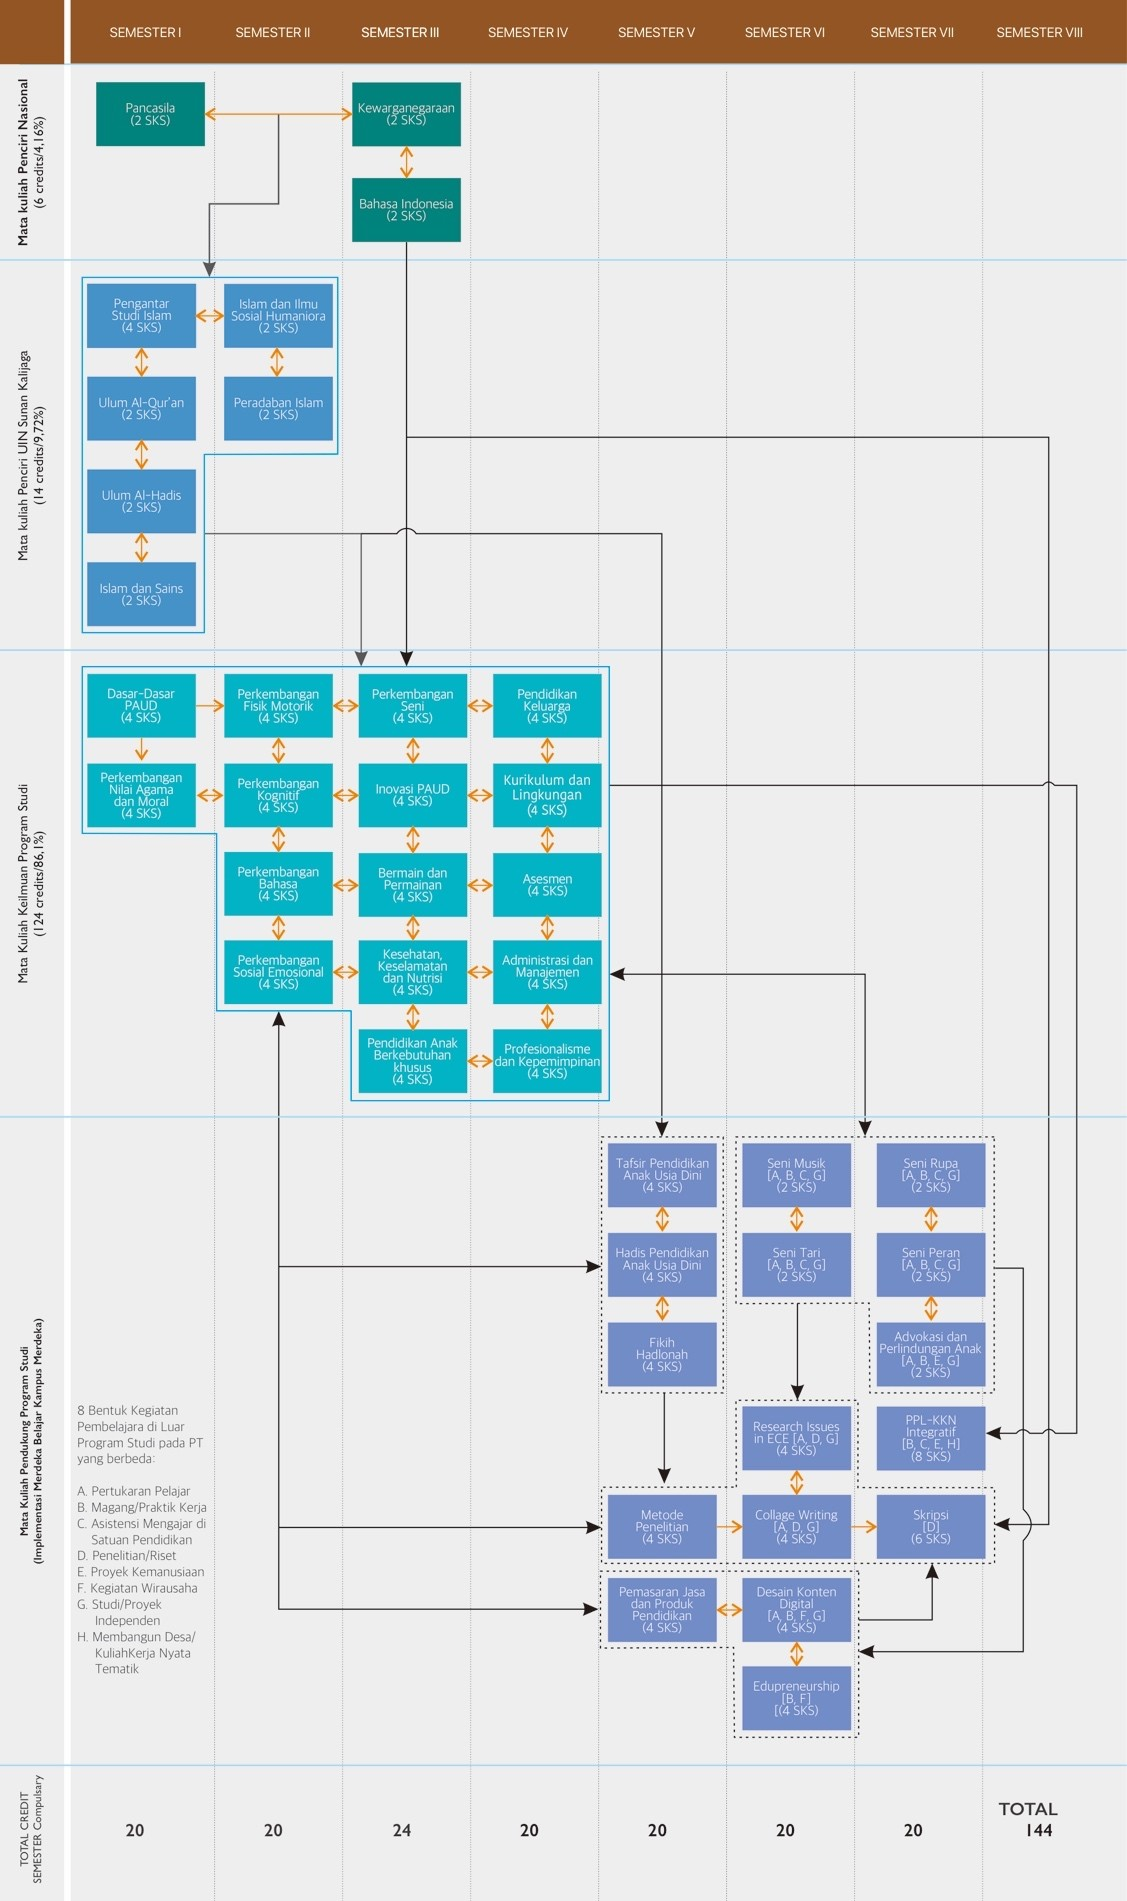 SEMESTER I
SEMESTER II
SEMESTER III
SEMESTER IV
SEMESTER V
SEMESTER VI
SEMESTER VII
SEMESTER VIII
Mata kuliah Penciri Nasional
(6 credits/4,16%)
Pancasila
(2 SKS)
Kewarganegaraan
(2 SKS)
Bahasa Indonesia
(2 SKS)
Mata kuliah Penciri UIN Sunan Kalijaga
(14 credits/9,72%)
Pengantar
Studi Islam
(4 SKS)
Islam dan Ilmu
Sosial Humaniora
(2 SKS)
Ulum Al-Qur'an
(2 SKS)
Peradaban Islam
(2 SKS)
Ulum Al-Hadis
(2 SKS)
Islam dan Sains
(2 SKS)
Mata Kuliah Keilmuan Program Studi
(124 credits/86,1%)
Dasar-Dasar
PAUD
(4 SKS)
Perkembangan
Fisik Motorik
(4 SKS)
Perkembangan
Seni
(4 SKS)
Pendidikan
Keluarga
(4 SKS)
Perkembangan
Nilai Agama
dan Moral
(4 SKS)
Perkembangan
Kognitif
(4 SKS)
Inovasi PAUD
(4 SKS)
Kurikulum dan
Lingkungan
(4 SKS)
Perkembangan
Bahasa
(4 SKS)
Bermain dan
Permainan
(4 SKS)
Asesmen
(4 SKS)
Perkembangan
Sosial Emosional
(4 SKS)
Kesehatan,
Keselamatan
dan Nutrisi
(4 SKS)
Administrasi dan
Manajemen
(4 SKS)
Pendidikan Anak
Berkebutuhan
khusus
(4 SKS)
Profesionalisme
dan Kepemimpinan
(4 SKS)
Mata Kuliah Pendukung Program Studi
(Implementasi Merdeka Belajar Kampus Merdeka)
Tafsir Pendidikan
Anak Usia Dini
(4 SKS)
Seni Musik
[A, B, C, G]
(2 SKS)
Seni Rupa
[A, B, C, G]
(2 SKS)
Hadis Pendidikan
Anak Usia Dini
(4 SKS)
Seni Tari
[A, B, C, G]
(2 SKS)
Seni Peran
[A, B, C, G]
(2 SKS)
Fikih
Hadlonah
(4 SKS)
Advokasi dan
Perlindungan Anak
[A, B, E, G]
(2 SKS)
Research Issues
in ECE [A, D, G]
(4 SKS)
PPL-KKN
Integratif
[B, C, E, H]
(8 SKS)
Metode
Penelitian
(4 SKS)
Collage Writing
[A, D, G]
(4 SKS)
Skripsi
[D]
(6 SKS)
Pemasaran Jasa
dan Produk
Pendidikan
(4 SKS)
Desain Konten
Digital
[A, B, F, G]
(4 SKS)
Edupreneurship
[B, F]
[(4 SKS)
8 Bentuk Kegiatan
Pembelajara di Luar
Program Studi pada PT
yang berbeda:
A. Pertukaran Pelajar
B. Magang/Praktik Kerja
C. Asistensi Mengajar di
Satuan Pendidikan
D. Penelitian/Riset
E. Proyek Kemanusiaan
F. Kegiatan Wirausaha
G. Studi/Proyek
Independen
H. Membangun Desa/
KuliahKerja Nyata
Tematik
TOTAL CREDIT
SEMESTER Compulsary
20
20
24
20
20
20
20
TOTAL
144